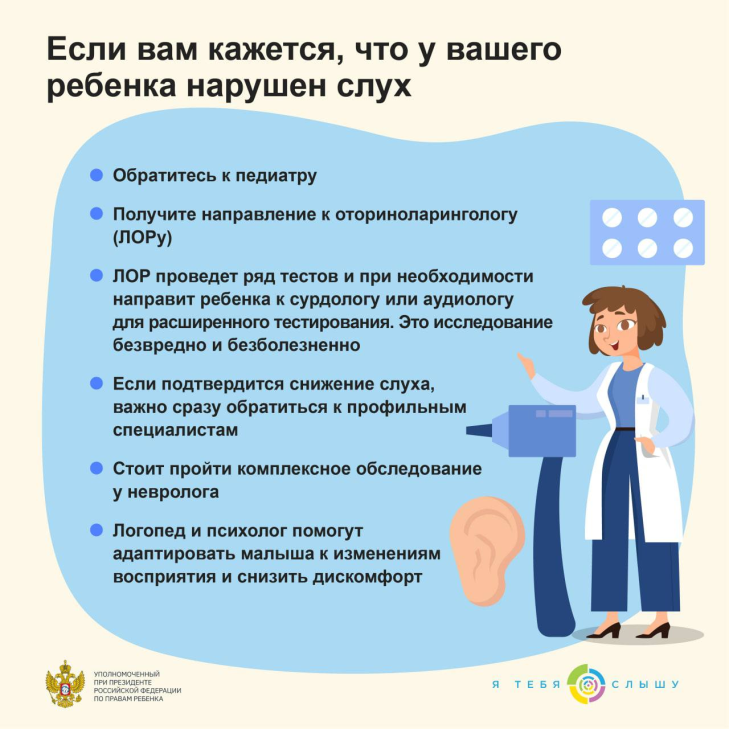 Если вам кажется, что у вашего
ребенка нарушен слух
Обратитесь к педиатру
Получите направление к оториноларингологу
(ЛОРу)
ЛОР проведет ряд тестов и при необходимости
направит ребенка к сурдологу или аудиологу
для расширенного тестирования. Это исследование
безвредно и безболезненно
Если подтвердится снижение слуха,
важно сразу обратиться к профильным
специалистам
Стоит пройти комплексное обследование
у невролога
Логопед и психолог помогут
адаптировать малыша к изменениям
восприятия и снизить дискомфорт
УПОЛНОМОЧЕННЫЙ
ПРИ ПРЕЗИДЕНТЕ
РОССИЙСКОЙ ФЕДЕРАЦИИ
ПО ПРАВАМ РЕБЕНКА
Я ТЕБЯ СЛЫШУ